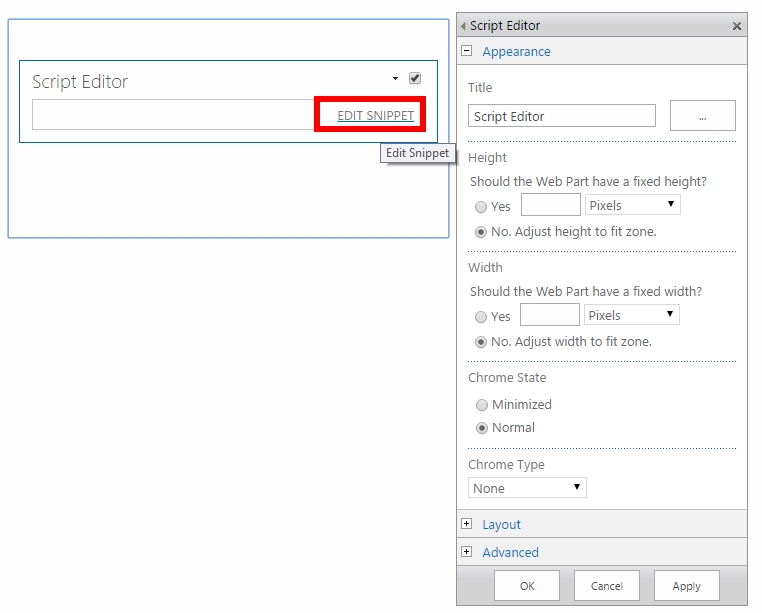 Script Editor
EDIT SNIPPET
Edit Snippet
Script Editor
Appearance
Title
Script Editor
...
Height
Should the Web Part have a fixed height?
Yes Pixels
No. Adjust height to fit zone.
Width
Should the Web Part have a fixed width?
Yes Pixels
No. Adjust width to fit zone.
Chrome State
Minimized
Normal
Chrome Type
None
Layout
Advanced
OK Cancel Apply